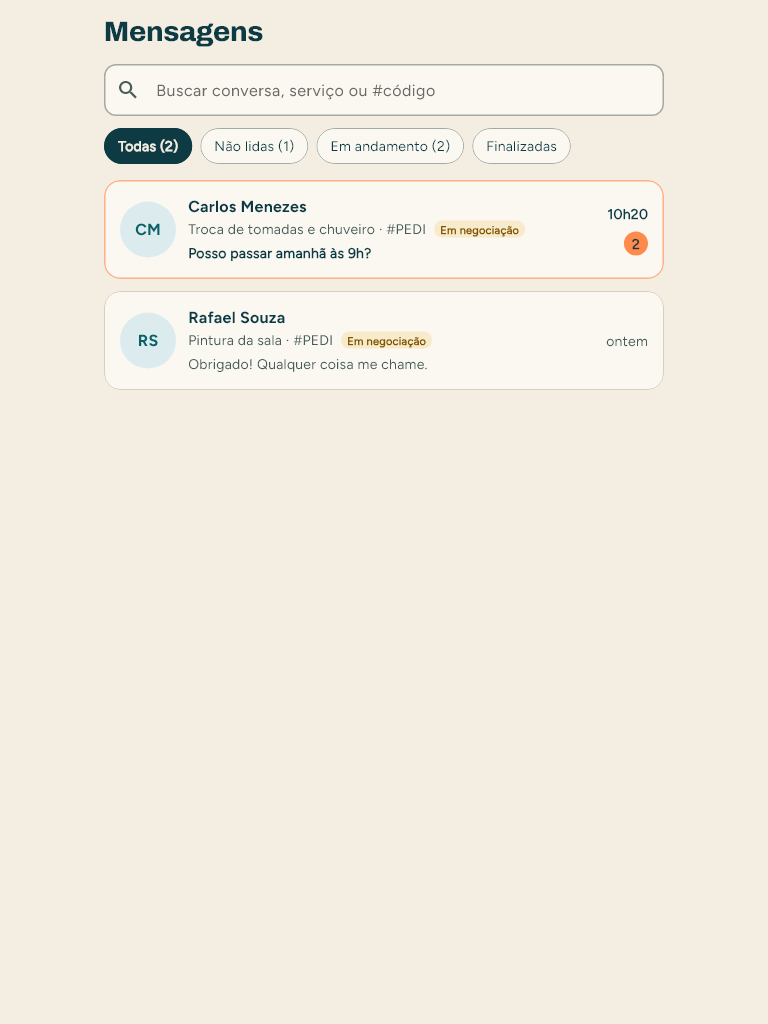 Mensagens
Buscar conversa, serviço ou #código
Todas (2) Não lidas (1) Em andamento (2) Finalizadas
CM
Carlos Menezes
Troca de tomadas e chuveiro · #PEDI Em negociação
Posso passar amanhã às 9h?
10h20
2
RS
Rafael Souza
Pintura da sala · #PEDI Em negociação
Obrigado! Qualquer coisa me chame.
ontem